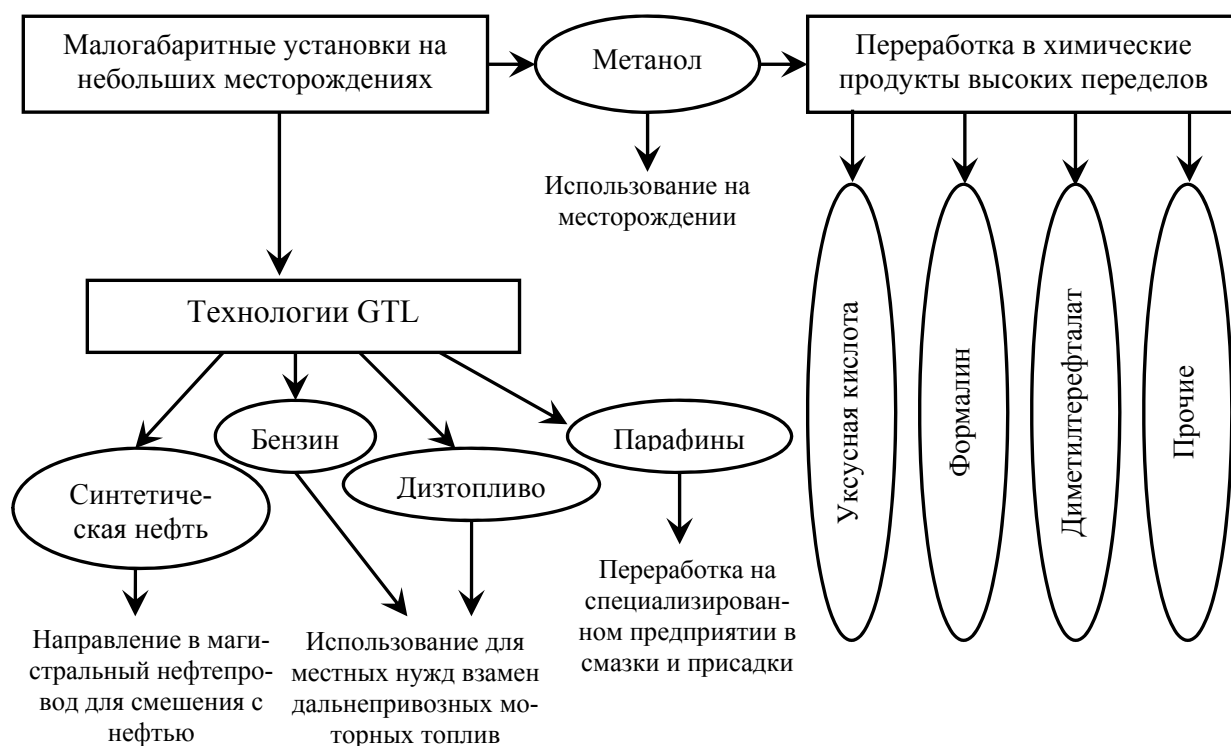 Малогабаритные установки на
небольших месторождениях
Метанол
Переработка в химические
продукты высоких переделов
Использование на
месторождении
Технологии GTL
Уксусная кислота
Формалин
Диметилтерефталат
Прочие
Бензин
Парафины
Синтетиче-
ская нефть
Дизтопливо
Переработка на
специализирован-
ном предприятии в
смазки и присадки
Направление в маги-
стральный нефтепро-
вод для смешения с
нефтью
Использование для
местных нужд взамен
дальнепривозных мо-
торных топлив